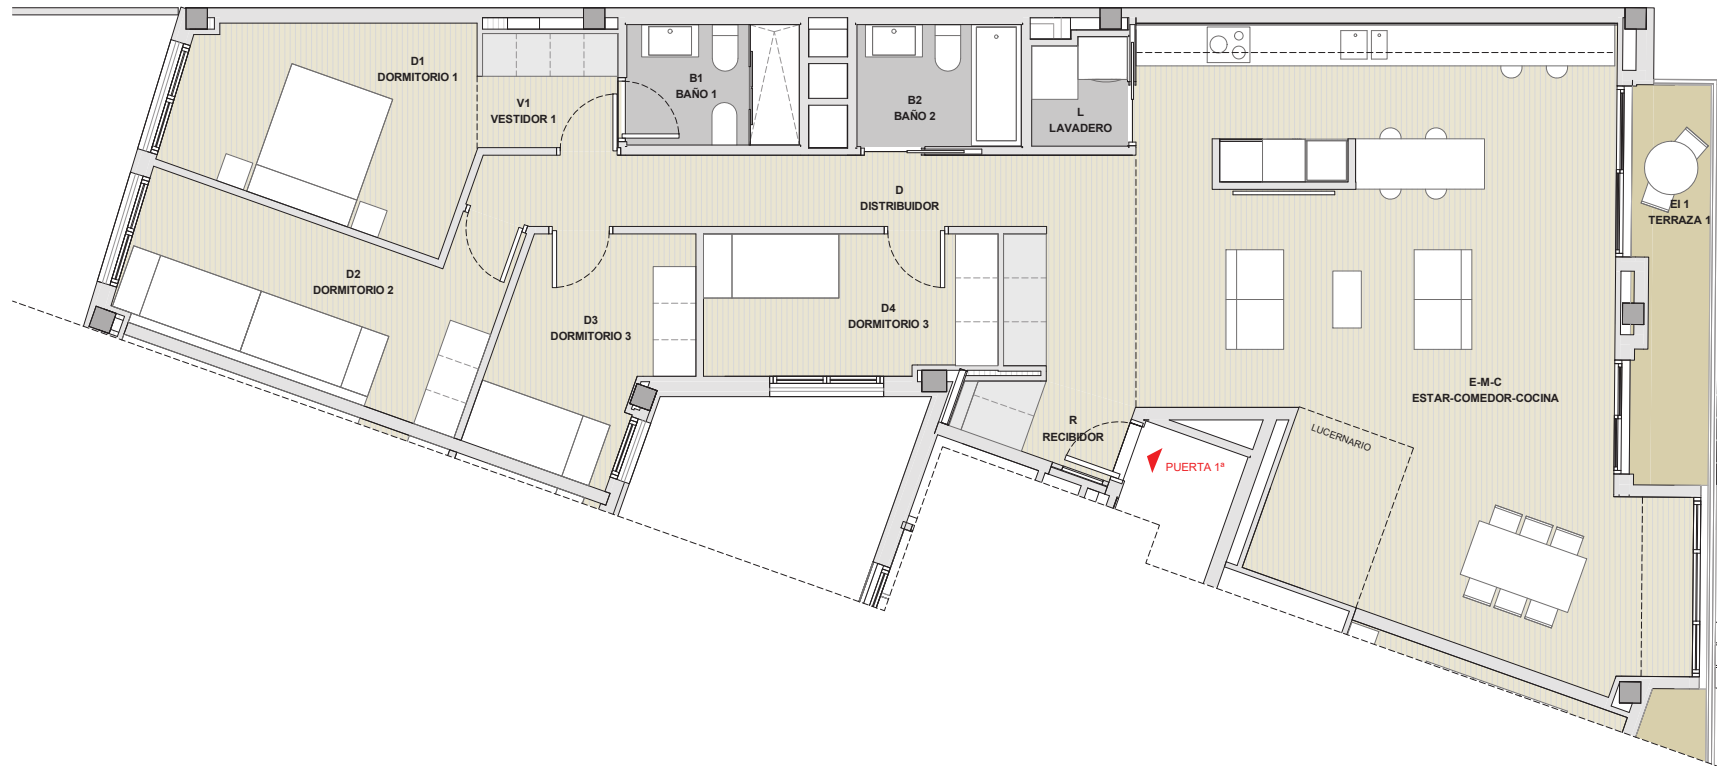 D1
DORMITORIO 1
V1
VESTIDOR 1
B1
BAÑO 1
B2
BAÑO 2
L
LAVADERO
D
DISTRIBUIDOR
EI 1
TERRAZA 1
D2
DORMITORIO 2
D3
DORMITORIO 3
D4
DORMITORIO 3
E-M-C
ESTAR-COMEDOR-COCINA
R
RECIBIDOR
LUCERNARIO
PUERTA 1ª